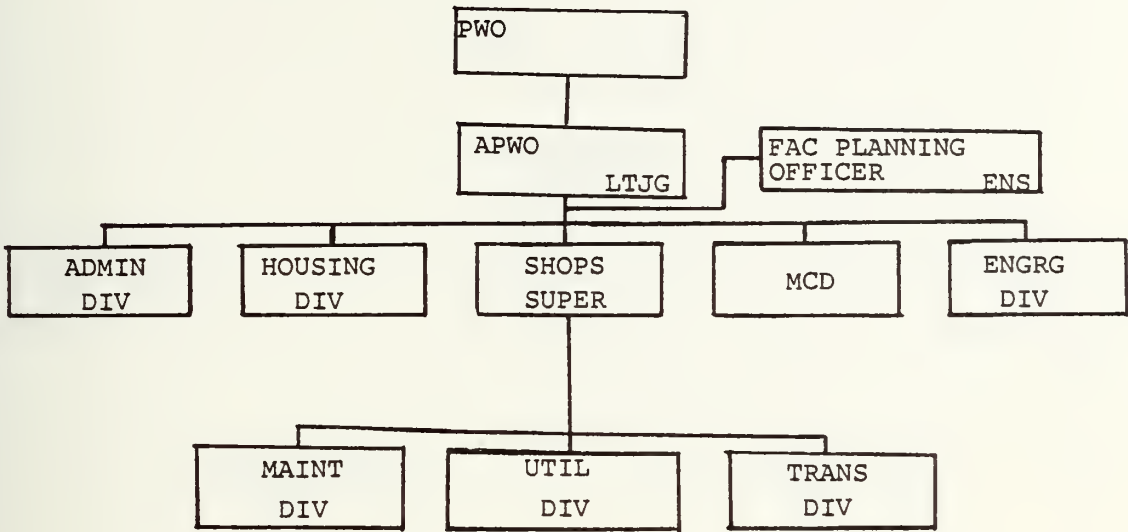 PWO
APWO
LTJG
FAC PLANNING
OFFICER ENS
ADMIN
DIV
HOUSING
DIV
SHOPS
SUPER
MCD
ENGRG
DIV
MAINT
DIV
UTIL
DIV
TRANS
DIV